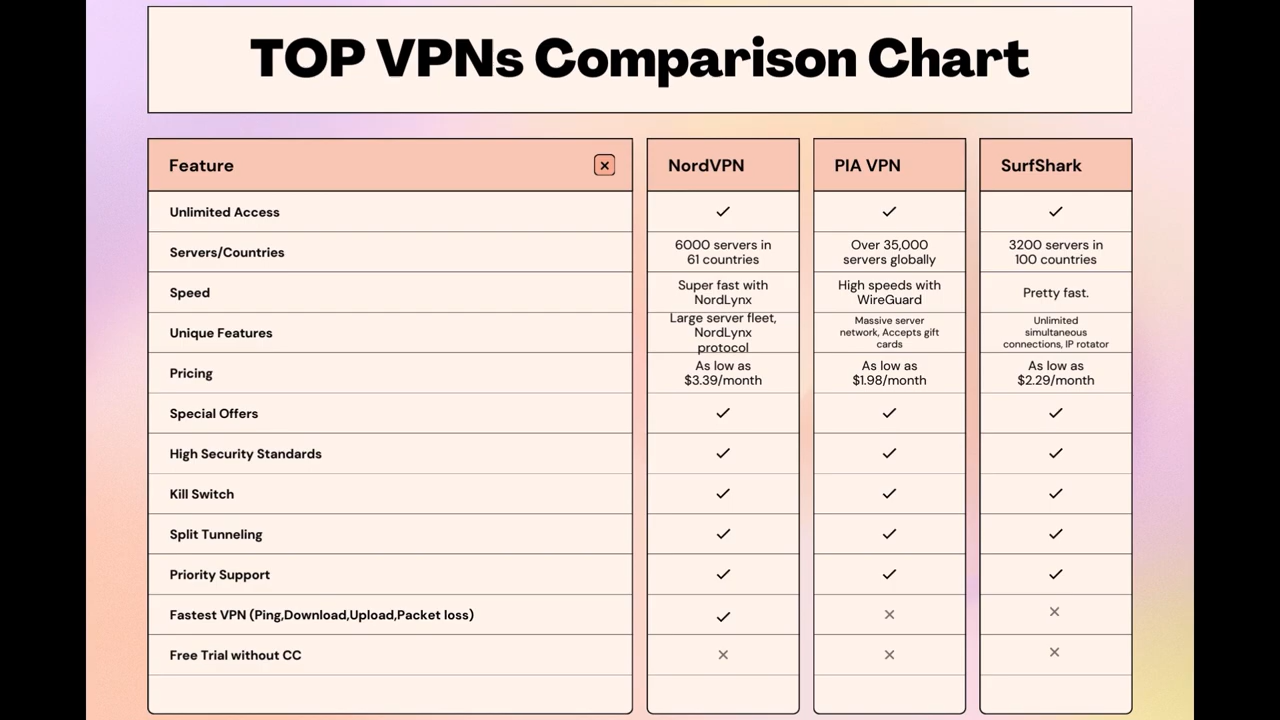 TOP VPNs Comparison Chart
Feature
NordVPN
PIA VPN
SurfShark
Unlimited Access
✓
✓
✓
Servers/Countries
6000 servers in
61 countries
Over 35,000
servers globally
3200 servers in
100 countries
Speed
Super fast with
NordLynx
High speeds with
WireGuard
Pretty fast.
Unique Features
Large server fleet,
NordLynx
protocol
Massive server
network, Accepts gift
cards
Unlimited
simultaneous
connections, IP rotator
Pricing
As low as
$3.39/month
As low as
$1.98/month
As low as
$2.29/month
Special Offers
✓
✓
✓
High Security Standards
✓
✓
✓
Kill Switch
✓
✓
✓
Split Tunneling
✓
✓
✓
Priority Support
✓
✓
✓
Fastest VPN (Ping,Download,Upload,Packet loss)
✓
✕
✕
Free Trial without CC
✕
✕
✕